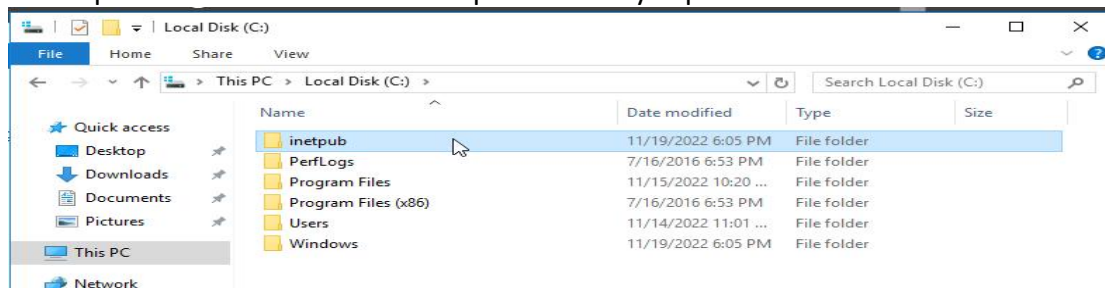 Local Disk (C:)
File Home Share View
This PC > Local Disk (C:) > Search Local Disk (C:)
Name Date modified Type Size
Quick access
Desktop
Downloads
Documents
Pictures
This PC
Network
inetpub 11/19/2022 6:05 PM File folder
PerfLogs 7/16/2016 6:53 PM File folder
Program Files 11/15/2022 10:20 ... File folder
Program Files (x86) 7/16/2016 6:53 PM File folder
Users 11/14/2022 11:01 ... File folder
Windows 11/19/2022 6:05 PM File folder